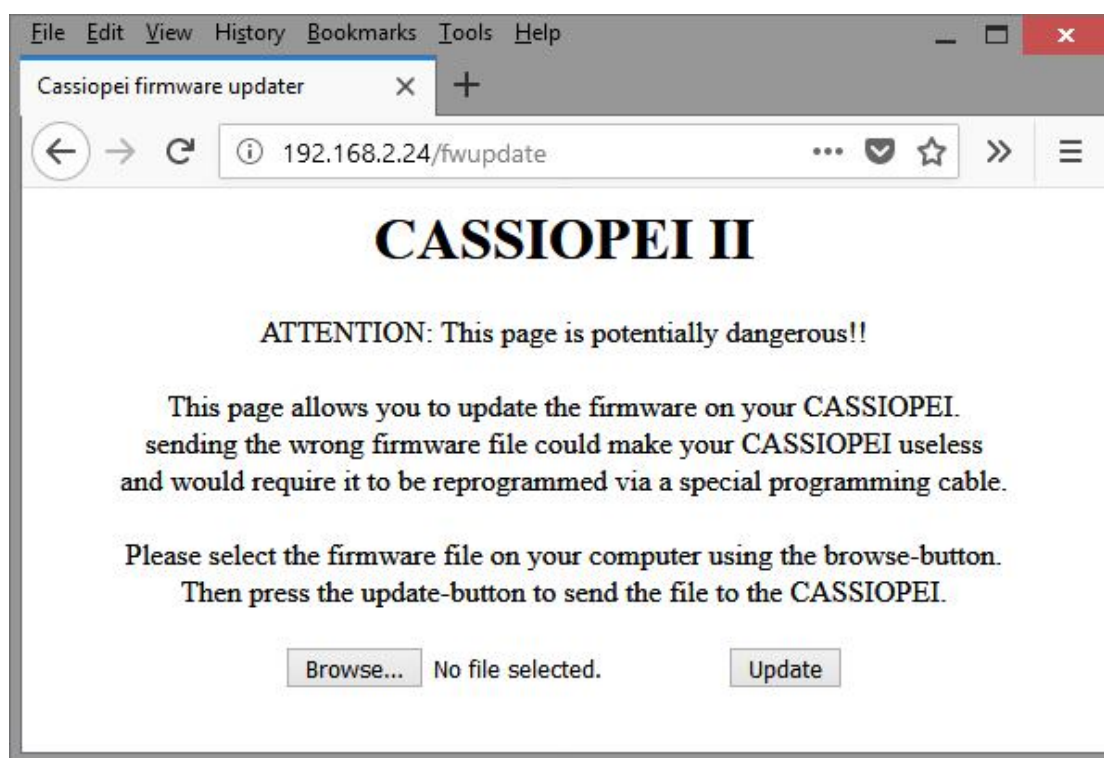 File Edit View History Bookmarks Tools Help
Cassiopei firmware updater
192.168.2.24/fwupdate
CASSIOPEI II
ATTENTION: This page is potentially dangerous!!
This page allows you to update the firmware on your CASSIOPEI.
sending the wrong firmware file could make your CASSIOPEI useless
and would require it to be reprogrammed via a special programming cable.
Please select the firmware file on your computer using the browse-button.
Then press the update-button to send the file to the CASSIOPEI.
Browse... No file selected. Update